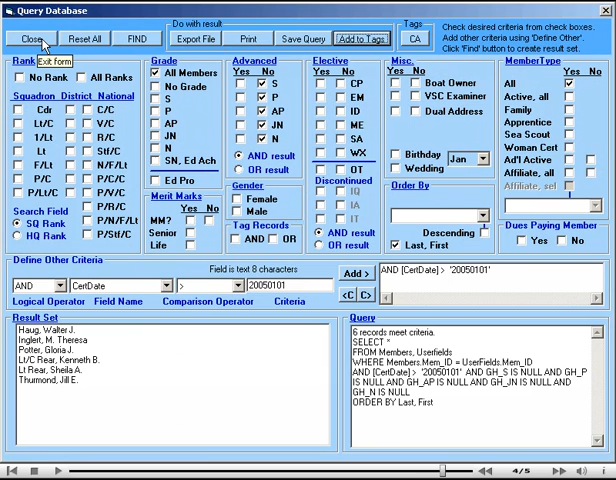 Query Database
Close
Reset All
FIND
Do with result
Export File
Print
Save Query
Add to Tags
Tags
CA
Check desired criteria from check boxes.
Add other criteria using 'Define Other'.
Click 'Find' button to create result set.
Exit form
Rank
No Rank
All Ranks
Squadron District National
Cdr
C/C
Lt/C
V/C
1/Lt
R/C
Lt
Stf/C
F/Lt
N/F/Lt
P/C
P/C/C
P/Lt/C
P/V/C
P/R/C
P/N/F/Lt
P/Stf/C
Search Field
SQ Rank
HQ Rank
Grade
All Members
No Grade
S
P
AP
JN
N
SN, Ed Ach
Ed Pro
Merit Marks
Yes No
MM?
Senior
Life
Advanced
Yes No
S
P
AP
JN
N
AND result
OR result
Gender
Female
Male
Tag Records
AND
OR
Elective
Yes No
CP
EM
ID
ME
SA
WX
OT
Discontinued
IQ
IA
IT
AND result
OR result
Misc.
Yes No
Boat Owner
VSC Examiner
Dual Address
Birthday
Wedding
Jan
Order By
Descending
Last, First
MemberType
Yes No
All
Active, all
Family
Apprentice
Sea Scout
Woman Cert
Ad'l Active
Affiliate, all
Affiliate, sel
Dues Paying Member
Yes
No
Define Other Criteria
Field is text 8 characters
AND
CertDate
>
20050101
Logical Operator Field Name Comparison Operator Criteria
Add >
<C
C>
AND [CertDate] > '20050101'
Result Set
Haug, Walter J.
Inglert, M. Theresa
Potter, Gloria J.
Lt/C Rear, Kenneth B.
Lt Rear, Sheila A.
Thurmond, Jill E.
Query
6 records meet criteria.
SELECT *
FROM Members, Userfields
WHERE Members.Mem_ID = UserFields.Mem_ID
AND [CertDate] > '20050101' AND GH_S IS NULL AND GH_P
IS NULL AND GH_AP IS NULL AND GH_JN IS NULL AND
GH_N IS NULL
ORDER BY Last, First
4/5